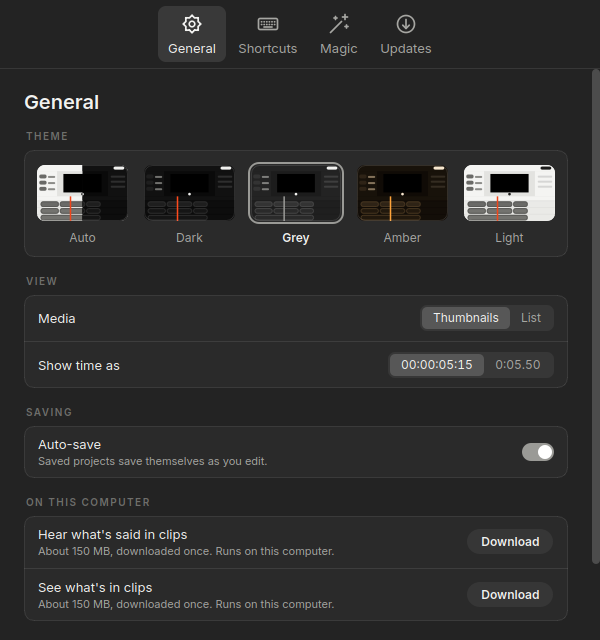 General Shortcuts Magic Updates
General
THEME
Auto Dark Grey Amber Light
VIEW
Media Thumbnails List
Show time as 00:00:05:15 0:05.50
SAVING
Auto-save
Saved projects save themselves as you edit.
ON THIS COMPUTER
Hear what's said in clips
About 150 MB, downloaded once. Runs on this computer.
Download
See what's in clips
About 150 MB, downloaded once. Runs on this computer.
Download